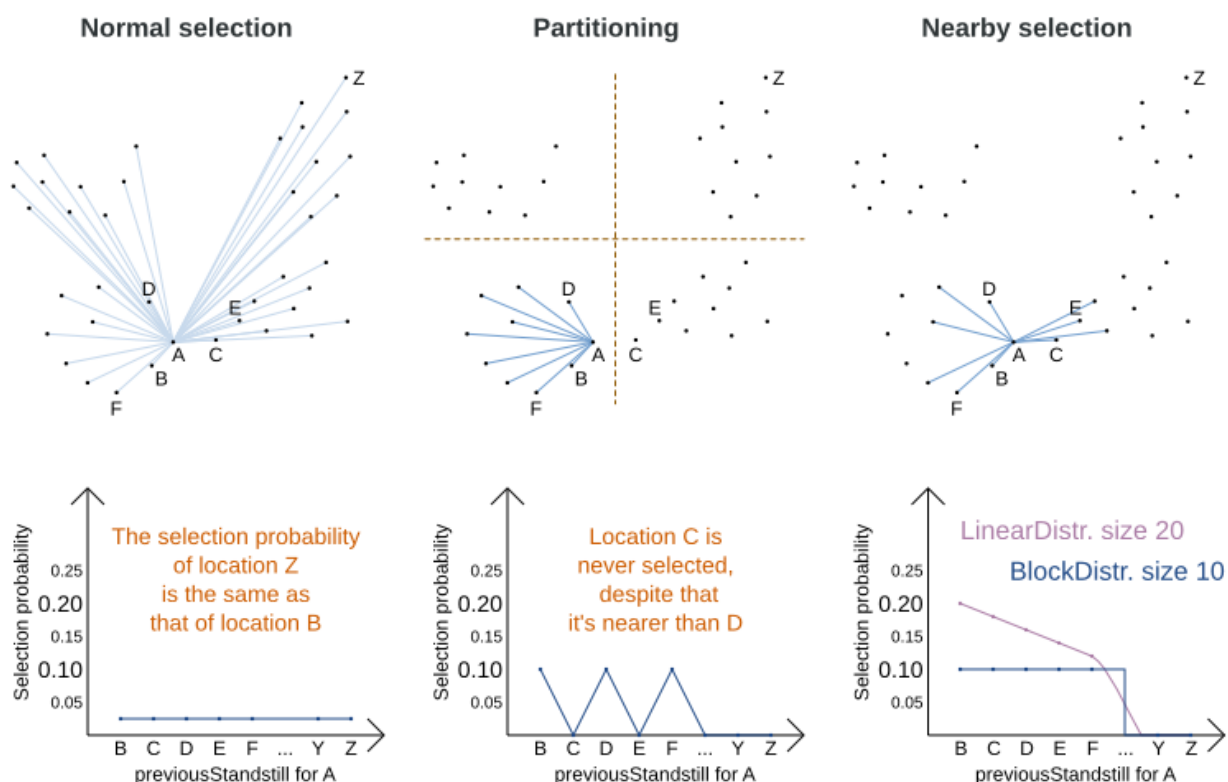 Normal selection
Partitioning
Nearby selection
Z
D
E
A
C
B
F
Z
D
E
A
C
B
F
Z
D
E
A
C
B
F
Selection probability
0.25
0.20
0.15
0.10
0.05
The selection probability
of location Z
is the same as
that of location B
B C D E F ... Y Z
previousStandstill for A
Selection probability
0.25
0.20
0.15
0.10
0.05
Location C is
never selected,
despite that
it's nearer than D
B C D E F ... Y Z
previousStandstill for A
Selection probability
0.25
0.20
0.15
0.10
0.05
LinearDistr. size 20
BlockDistr. size 10
B C D E F ... Y Z
previousStandstill for A